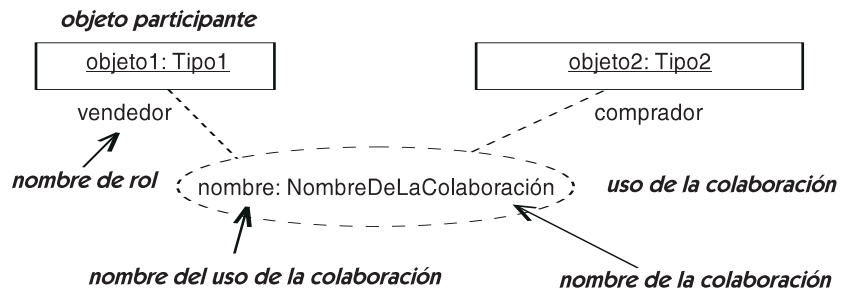 objeto participante
objeto1: Tipo1
objeto2: Tipo2
vendedor
comprador
nombre de rol
nombre: NombreDeLaColaboración
uso de la colaboración
nombre del uso de la colaboración
nombre de la colaboración